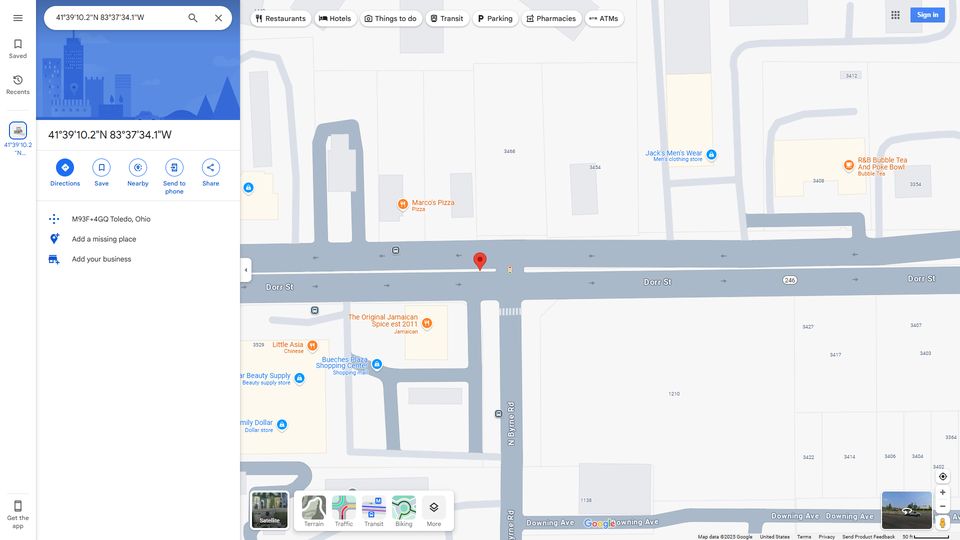 41°39'10.2"N 83°37'34.1"W
Restaurants
Hotels
Things to do
Transit
Parking
Pharmacies
ATMs
Sign in
Saved
Recents
41°39'10.2
"N...
41°39'10.2"N 83°37'34.1"W
Directions
Save
Nearby
Send to
phone
Share
M93F+4GQ Toledo, Ohio
Add a missing place
Add your business
Get the
app
3412
3468
3454
Jack's Men's Wear
Men's clothing store
R&B Bubble Tea
And Poke Bowl
Bubble Tea
3408
3354
Marco's Pizza
Pizza
Dorr St
Dorr St
246
Dorr St
The Original Jamaican
Spice est 2011
Jamaican
3529
Little Asia
Chinese
Bueches Plaza
Shopping Center
Shopping mall
ar Beauty Supply
Beauty supply store
mily Dollar
Dollar store
3427
3407
3417
3403
1210
N Byrne Rd
3364
3422
3414
3406
3404
3402
1138
yrne Rd
Downing Ave
Downing Ave
Downing Ave
Downing Ave
Satellite
Terrain
Traffic
Transit
Biking
More
Google
Map data ©2025 Google
United States
Terms
Privacy
Send Product Feedback
50 ft